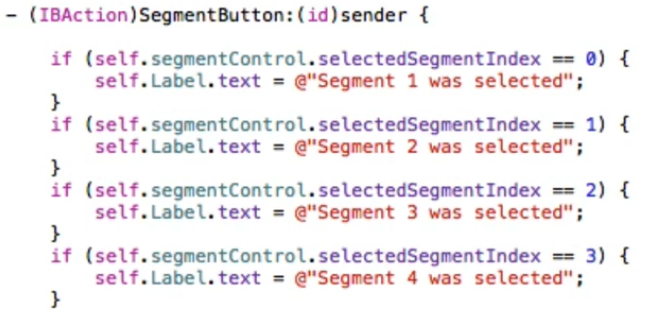 - (IBAction)SegmentButton:(id)sender {
if (self.segmentControl.selectedSegmentIndex == 0) {
self.Label.text = @"Segment 1 was selected";
}
if (self.segmentControl.selectedSegmentIndex == 1) {
self.Label.text = @"Segment 2 was selected";
}
if (self.segmentControl.selectedSegmentIndex == 2) {
self.Label.text = @"Segment 3 was selected";
}
if (self.segmentControl.selectedSegmentIndex == 3) {
self.Label.text = @"Segment 4 was selected";
}